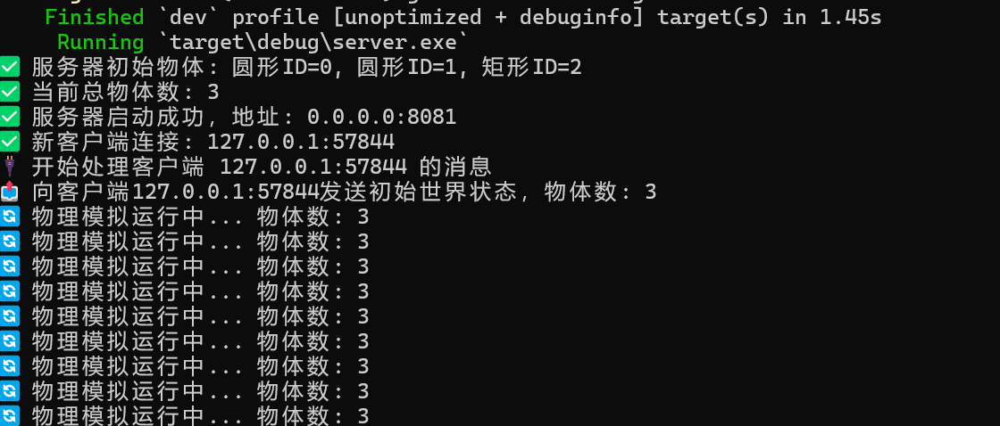 Finished `dev` profile [unoptimized + debuginfo] target(s) in 1.45s
Running `target\debug\server.exe`
✅ 服务器初始物体: 圆形ID=0, 圆形ID=1, 矩形ID=2
✅ 当前总物体数: 3
✅ 服务器启动成功, 地址: 0.0.0.0:8081
✅ 新客户端连接: 127.0.0.1:57844
🔌 开始处理客户端 127.0.0.1:57844 的消息
📤 向客户端127.0.0.1:57844发送初始世界状态, 物体数: 3
🔄 物理模拟运行中... 物体数: 3
🔄 物理模拟运行中... 物体数: 3
🔄 物理模拟运行中... 物体数: 3
🔄 物理模拟运行中... 物体数: 3
🔄 物理模拟运行中... 物体数: 3
🔄 物理模拟运行中... 物体数: 3
🔄 物理模拟运行中... 物体数: 3
🔄 物理模拟运行中... 物体数: 3
🔄 物理模拟运行中... 物体数: 3